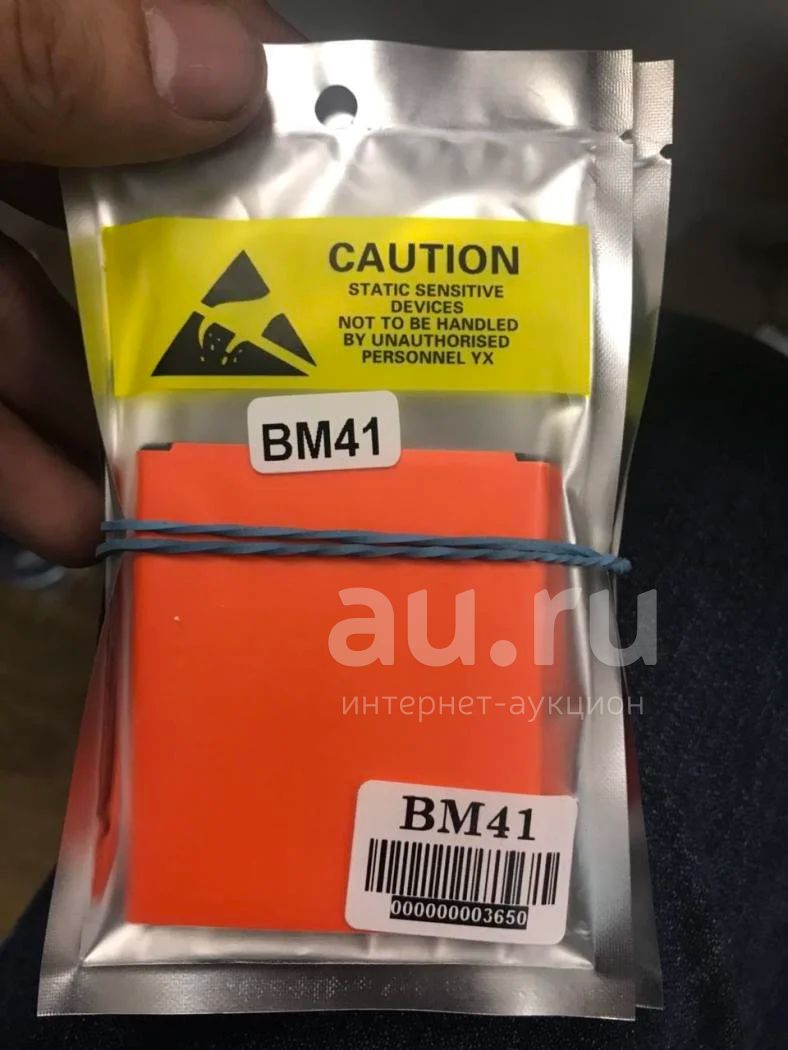 CAUTION
STATIC SENSITIVE
DEVICES
NOT TO BE HANDLED
BY UNAUTHORISED
PERSONNEL YX
BM41
au.ru
интернет-аукцион
BM41
000000003650